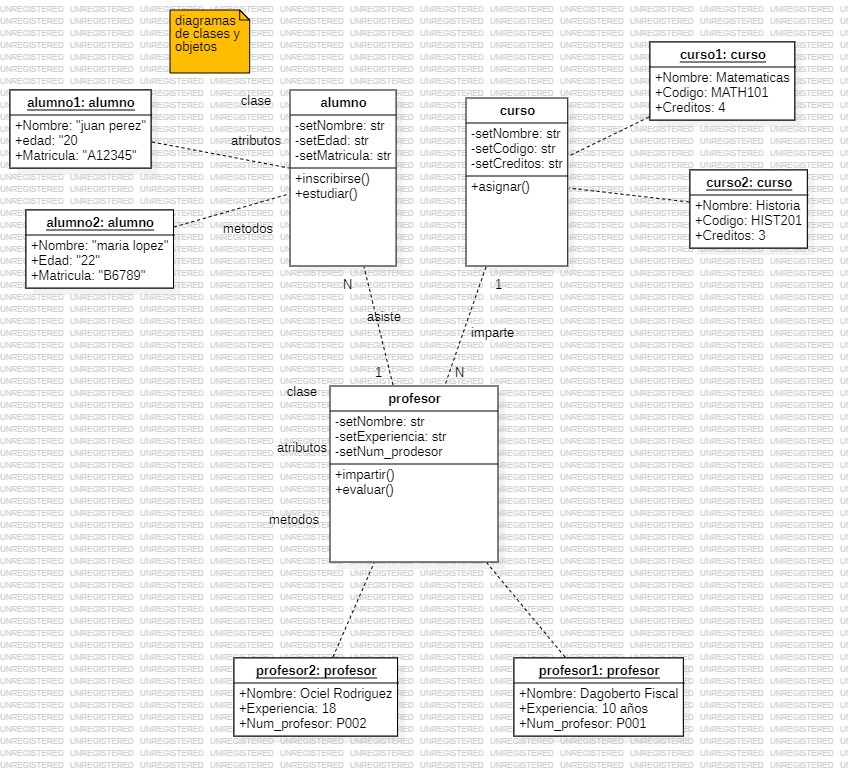 diagramas
de clases y
objetos
alumno1: alumno
+Nombre: "juan perez"
+edad: "20
+Matricula: "A12345"
clase
atributos
metodos
alumno
-setNombre: str
-setEdad: str
-setMatricula: str
+inscribirse()
+estudiar()
curso
-setNombre: str
-setCodigo: str
-setCreditos: str
+asignar()
curso1: curso
+Nombre: Matematicas
+Codigo: MATH101
+Creditos: 4
curso2: curso
+Nombre: Historia
+Codigo: HIST201
+Creditos: 3
alumno2: alumno
+Nombre: "maria lopez"
+Edad: "22"
+Matricula: "B6789"
N
1
asiste
imparte
1
N
clase
atributos
metodos
profesor
-setNombre: str
-setExperiencia: str
-setNum_prodesor
+impartir()
+evaluar()
profesor2: profesor
+Nombre: Ociel Rodriguez
+Experiencia: 18
+Num_profesor: P002
profesor1: profesor
+Nombre: Dagoberto Fiscal
+Experiencia: 10 años
+Num_profesor: P001
UNREGISTERED